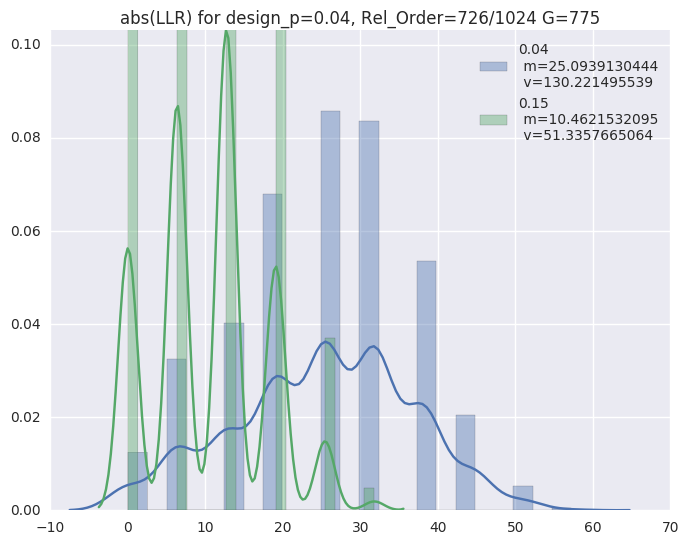 abs(LLR) for design_p=0.04, Rel_Order=726/1024 G=775
0.04
m=25.0939130444
v=130.221495539
0.15
m=10.4621532095
v=51.3357665064
0.10
0.08
0.06
0.04
0.02
0.00
-10 0 10 20 30 40 50 60 70